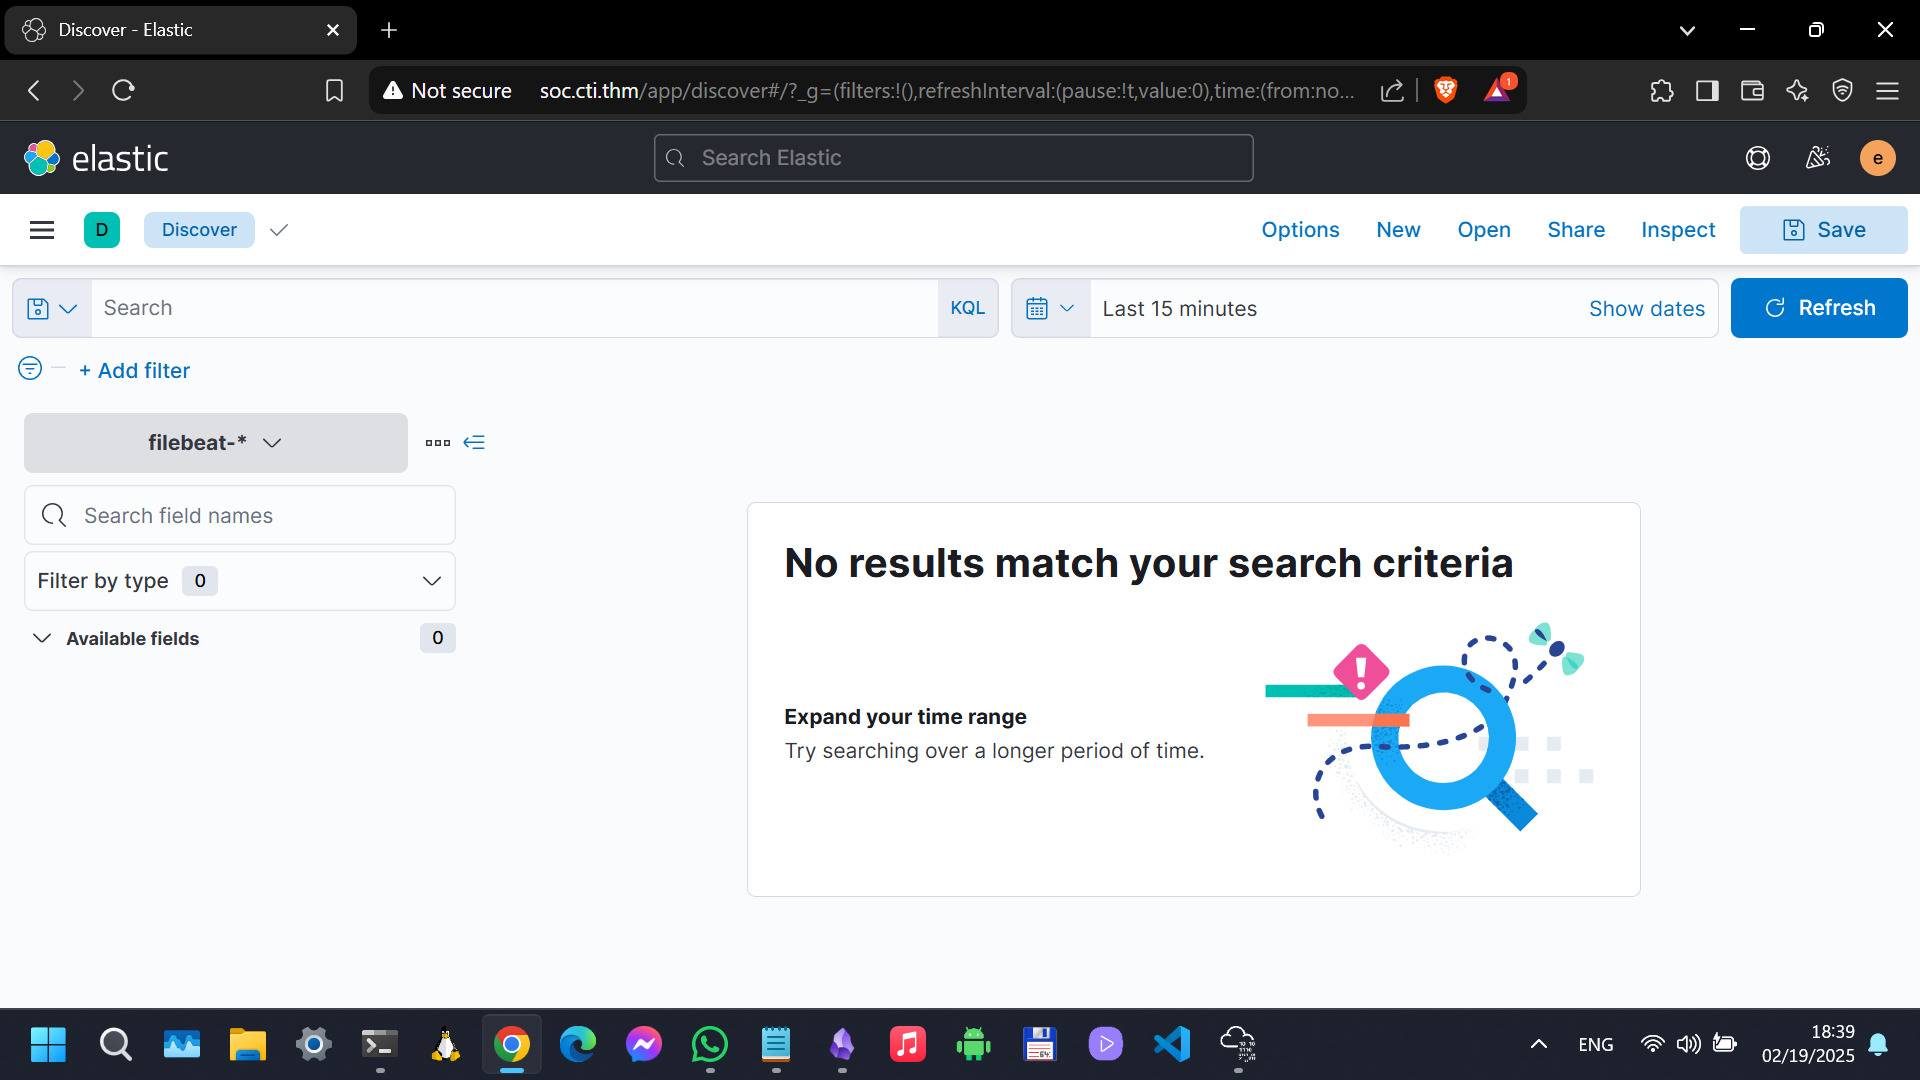 Discover - Elastic
Not secure soc.cti.thm/app/discover#/?_g=(filters:!(),refreshInterval:(pause:!t,value:0),time:(from:no...
1
elastic
Search Elastic
e
D
Discover
Options
New
Open
Share
Inspect
Save
Search
KQL
Last 15 minutes
Show dates
Refresh
+ Add filter
filebeat-*
Search field names
Filter by type 0
Available fields 0
No results match your search criteria
Expand your time range
Try searching over a longer period of time.
64
ENG
18:39
02/19/2025